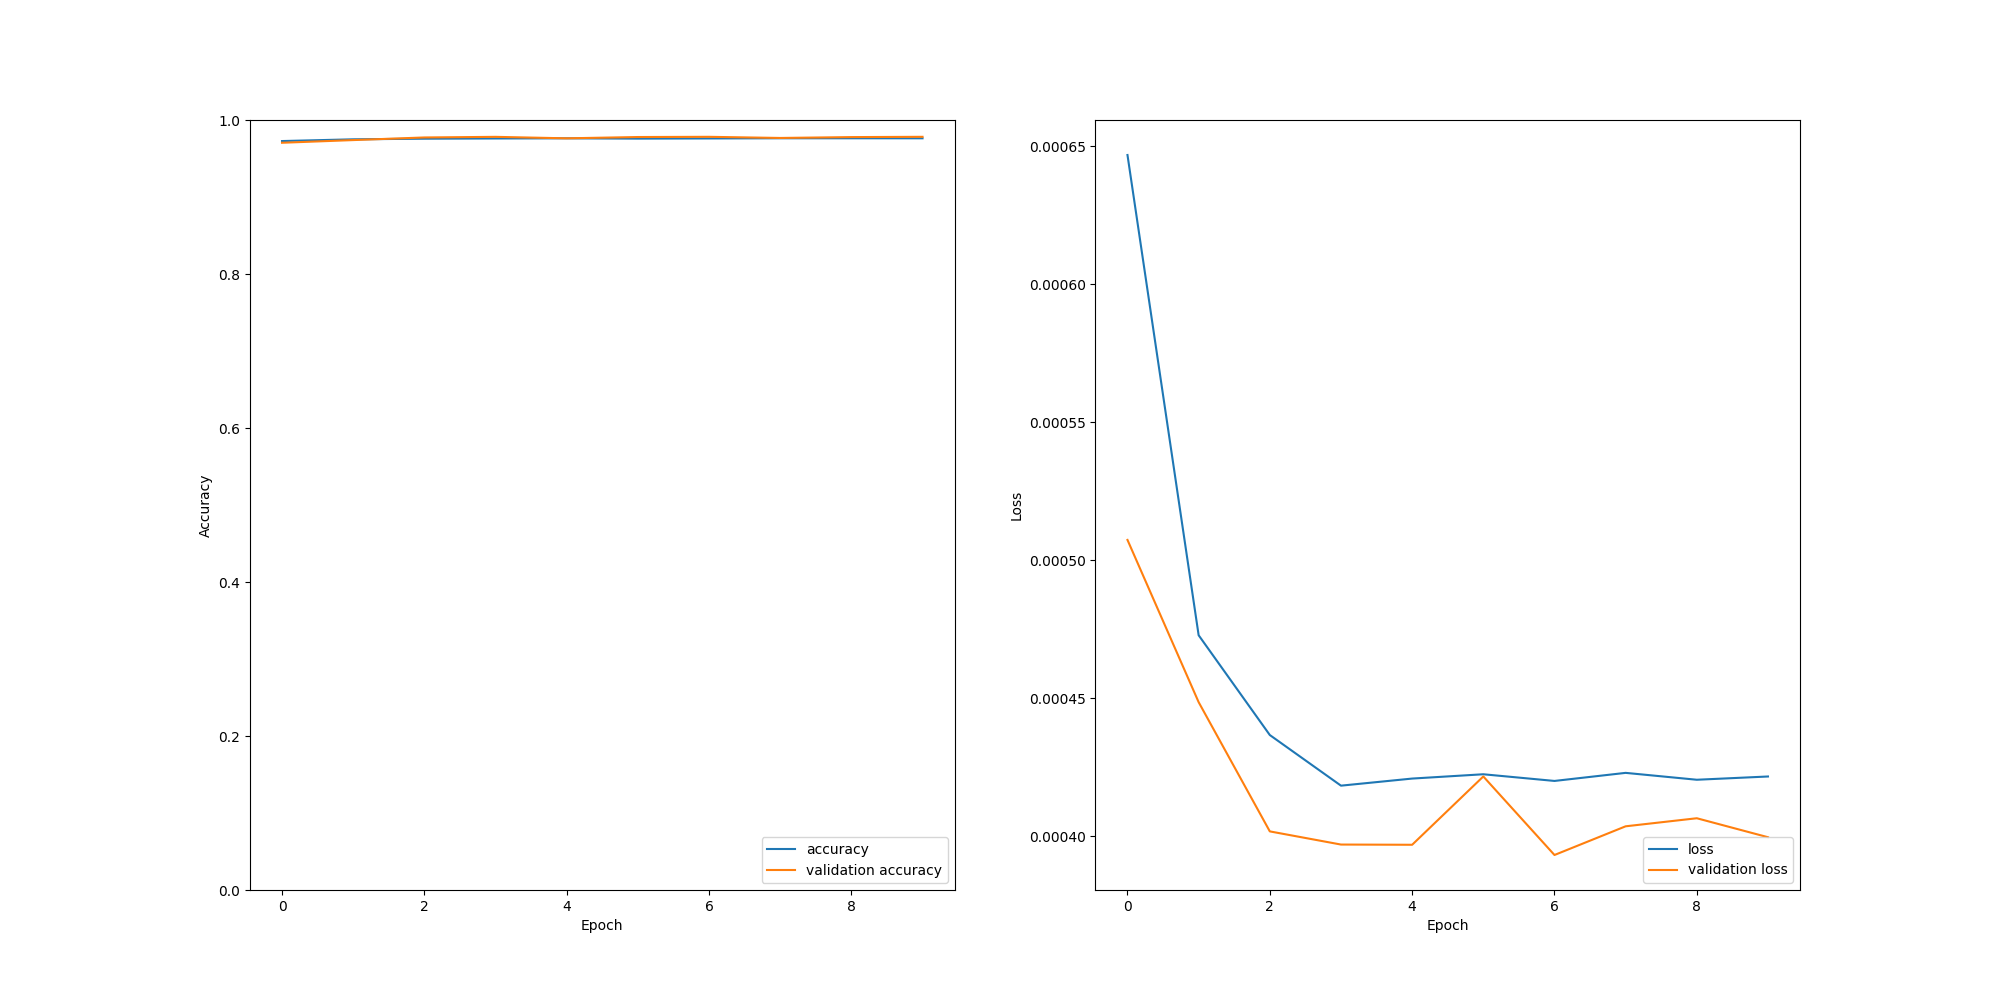 1.0
0.8
0.6
0.4
0.2
0.0
Accuracy
0 2 4 6 8
Epoch
accuracy
validation accuracy
0.00065
0.00060
0.00055
0.00050
0.00045
0.00040
Loss
0 2 4 6 8
Epoch
loss
validation loss